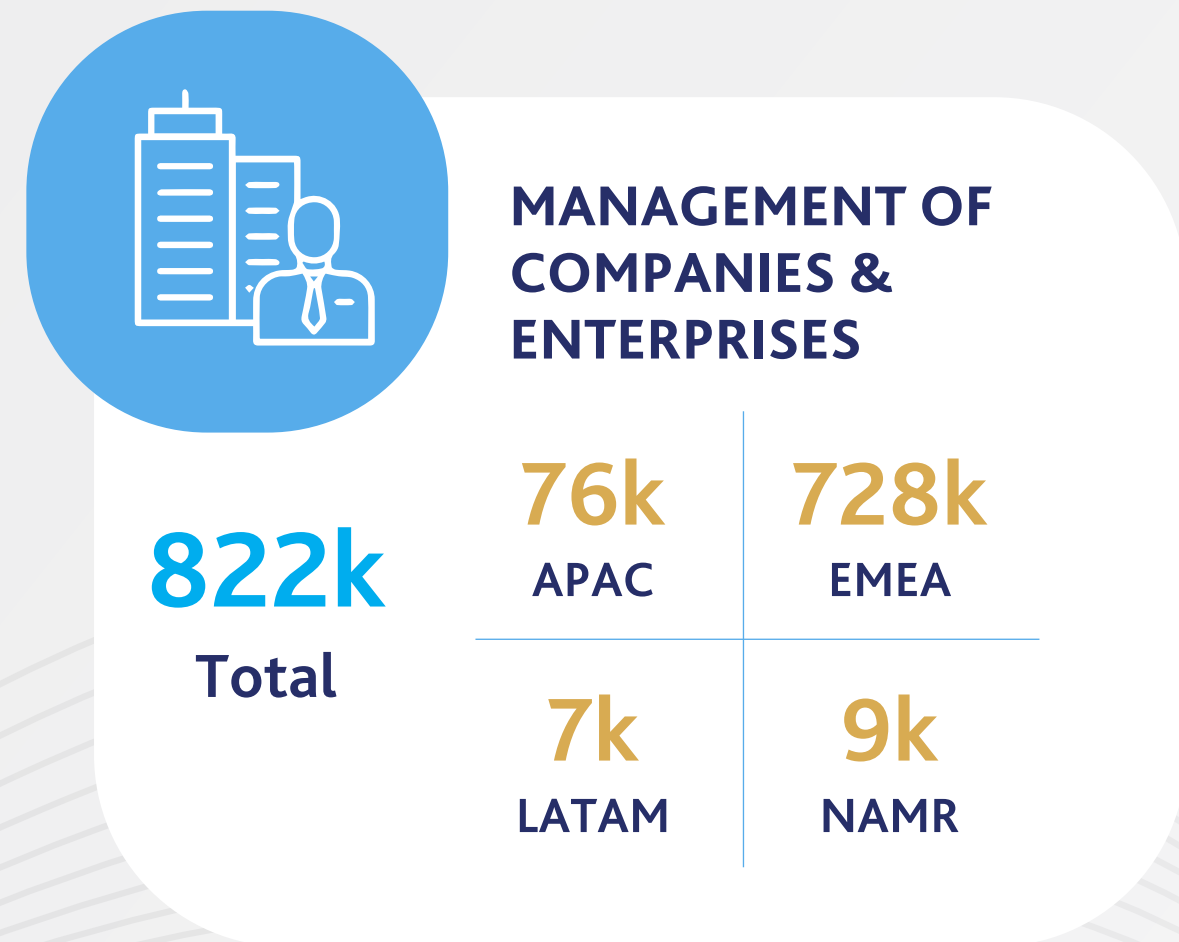 MANAGEMENT OF
COMPANIES &
ENTERPRISES
822k
Total
76k
APAC
728k
EMEA
7k
LATAM
9k
NAMR